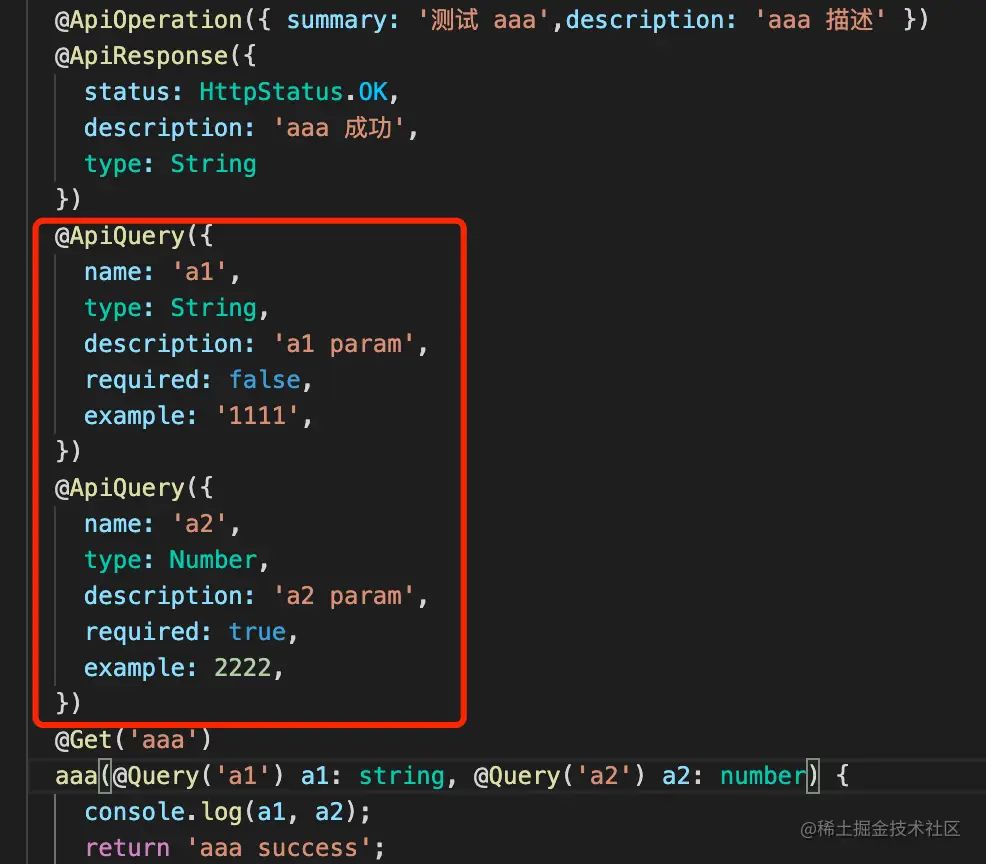 @ApiOperation({ summary: '测试 aaa',description: 'aaa 描述' })
@ApiResponse({
  status: HttpStatus.OK,
  description: 'aaa 成功',
  type: String
})
@ApiQuery({
  name: 'a1',
  type: String,
  description: 'a1 param',
  required: false,
  example: '1111',
})
@ApiQuery({
  name: 'a2',
  type: Number,
  description: 'a2 param',
  required: true,
  example: 2222,
})
@Get('aaa')
aaa(@Query('a1') a1: string, @Query('a2') a2: number) {
  console.log(a1, a2);
  return 'aaa success';
@稀土掘金技术社区